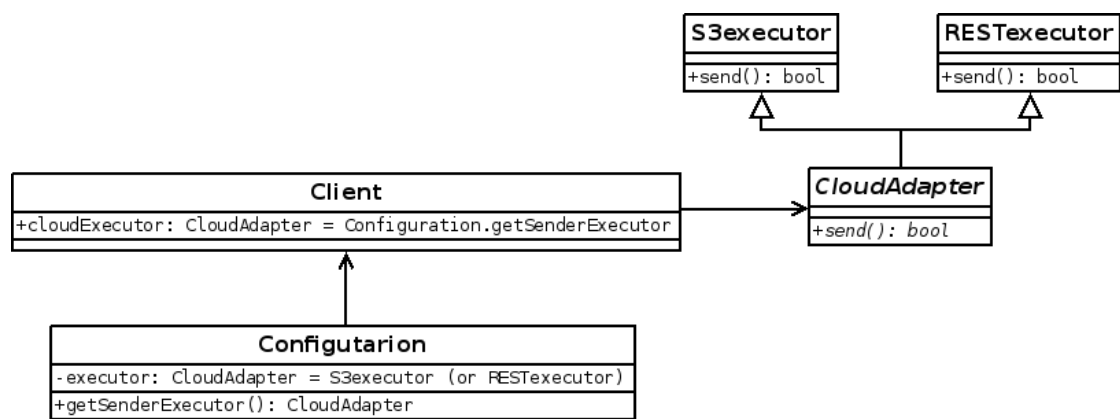 S3executor
+send(): bool
RESTexecutor
+send(): bool
CloudAdapter
+send(): bool
Client
+cloudExecutor: CloudAdapter = Configuration.getSenderExecutor
Configutarion
-executor: CloudAdapter = S3executor (or RESTexecutor)
+getSenderExecutor(): CloudAdapter